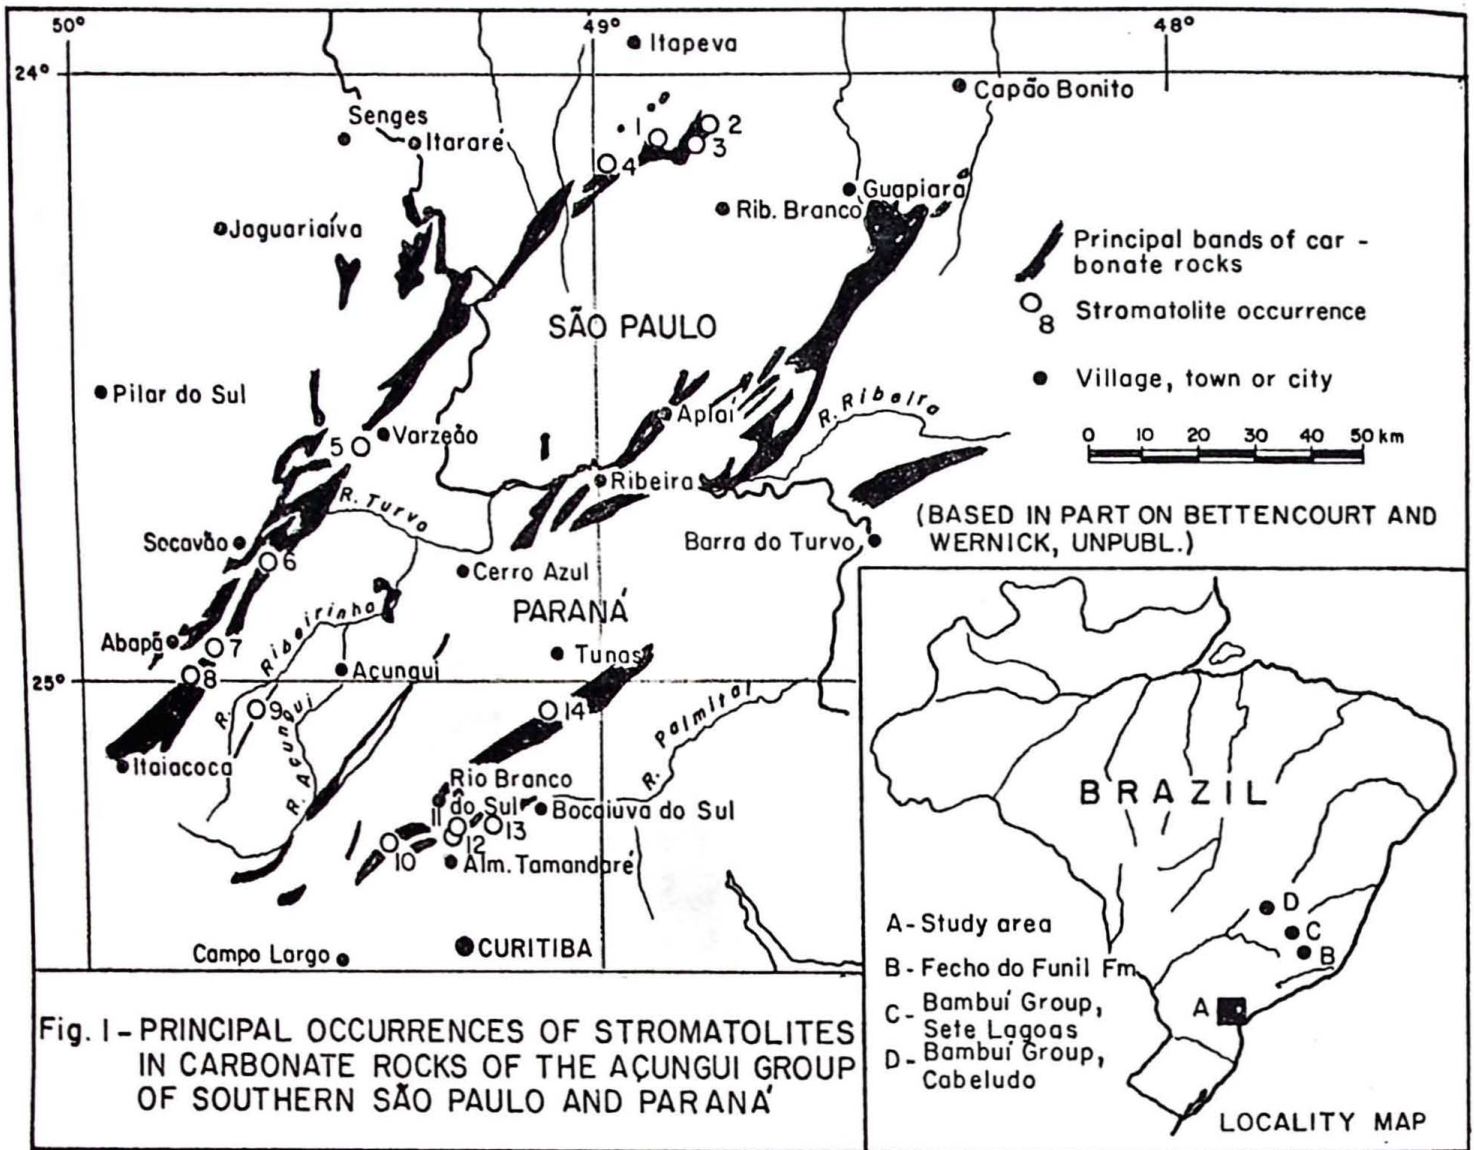 50°
49°
48°
24°
Itapeva
Capão Bonito
Senges
Itararé
1
2
3
4
Guapiara
Rib. Branco
Jaguariaíva
Principal bands of car -
bonate rocks
8
Stromatolite occurrence
SÃO PAULO
Village, town or city
Pilar do Sul
R. Ribeira
Apiaí
5
Varzeão
0 10 20 30 40 50 km
Ribeira
R. Turvo
(BASED IN PART ON BETTENCOURT AND
WERNICK, UNPUBL.)
Socavão
Barra do Turvo
6
Cerro Azul
R. Ribeirinha
PARANÁ
Abapã
7
Tunas
25°
8
Açungui
9
R. Açungui
14
R. Palmital
Itaiacoca
Rio Branco
do Sul
11
Bocaiuva do Sul
13
12
10
Alm. Tamandaré
CURITIBA
Campo Largo
BRAZIL
D
C
B
A
A - Study area
B - Fecho do Funil Fm
C - Bambuí Group,
Sete Lagoas
D - Bambuí Group,
Cabeludo
LOCALITY MAP
Fig. 1 - PRINCIPAL OCCURRENCES OF STROMATOLITES
IN CARBONATE ROCKS OF THE AÇUNGUI GROUP
OF SOUTHERN SÃO PAULO AND PARANÁ